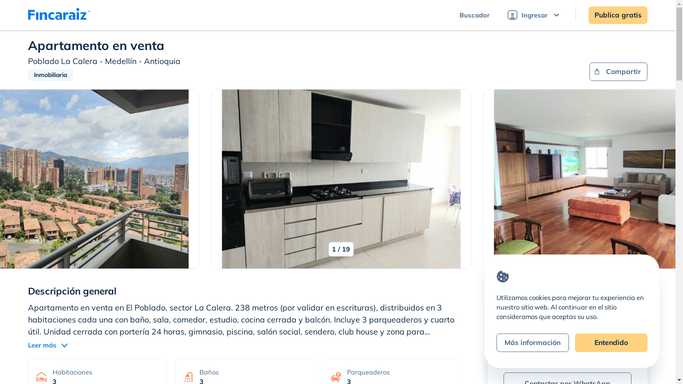 Fincaraiz
Buscador
Ingresar
Publica gratis
Apartamento en venta
Poblado La Calera - Medellín - Antioquia
Inmobiliaria
Compartir
1 / 19
Descripción general
Apartamento en venta en El Poblado, sector La Calera. 238 metros (por validar en escrituras), distribuidos en 3
habitaciones cada una con baño, sala, comedor, estudio, cocina cerrada y balcón. Incluye 3 parqueaderos y cuarto
útil. Unidad cerrada con portería 24 horas, gimnasio, piscina, salón social, sendero, club house y zona para...
Leer más
Habitaciones
3
Baños
3
Parqueaderos
3
Utilizamos cookies para mejorar tu experiencia en
nuestro sitio web. Al continuar en el sitio
consideramos que aceptas su uso.
Más información
Entendido
Contactar por WhatsApp